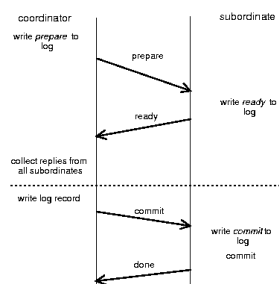 coordinator
subordinate
write prepare to
log
prepare
write ready to
log
ready
collect replies from
all subordinates
write log record
commit
write commit to
log
commit
done